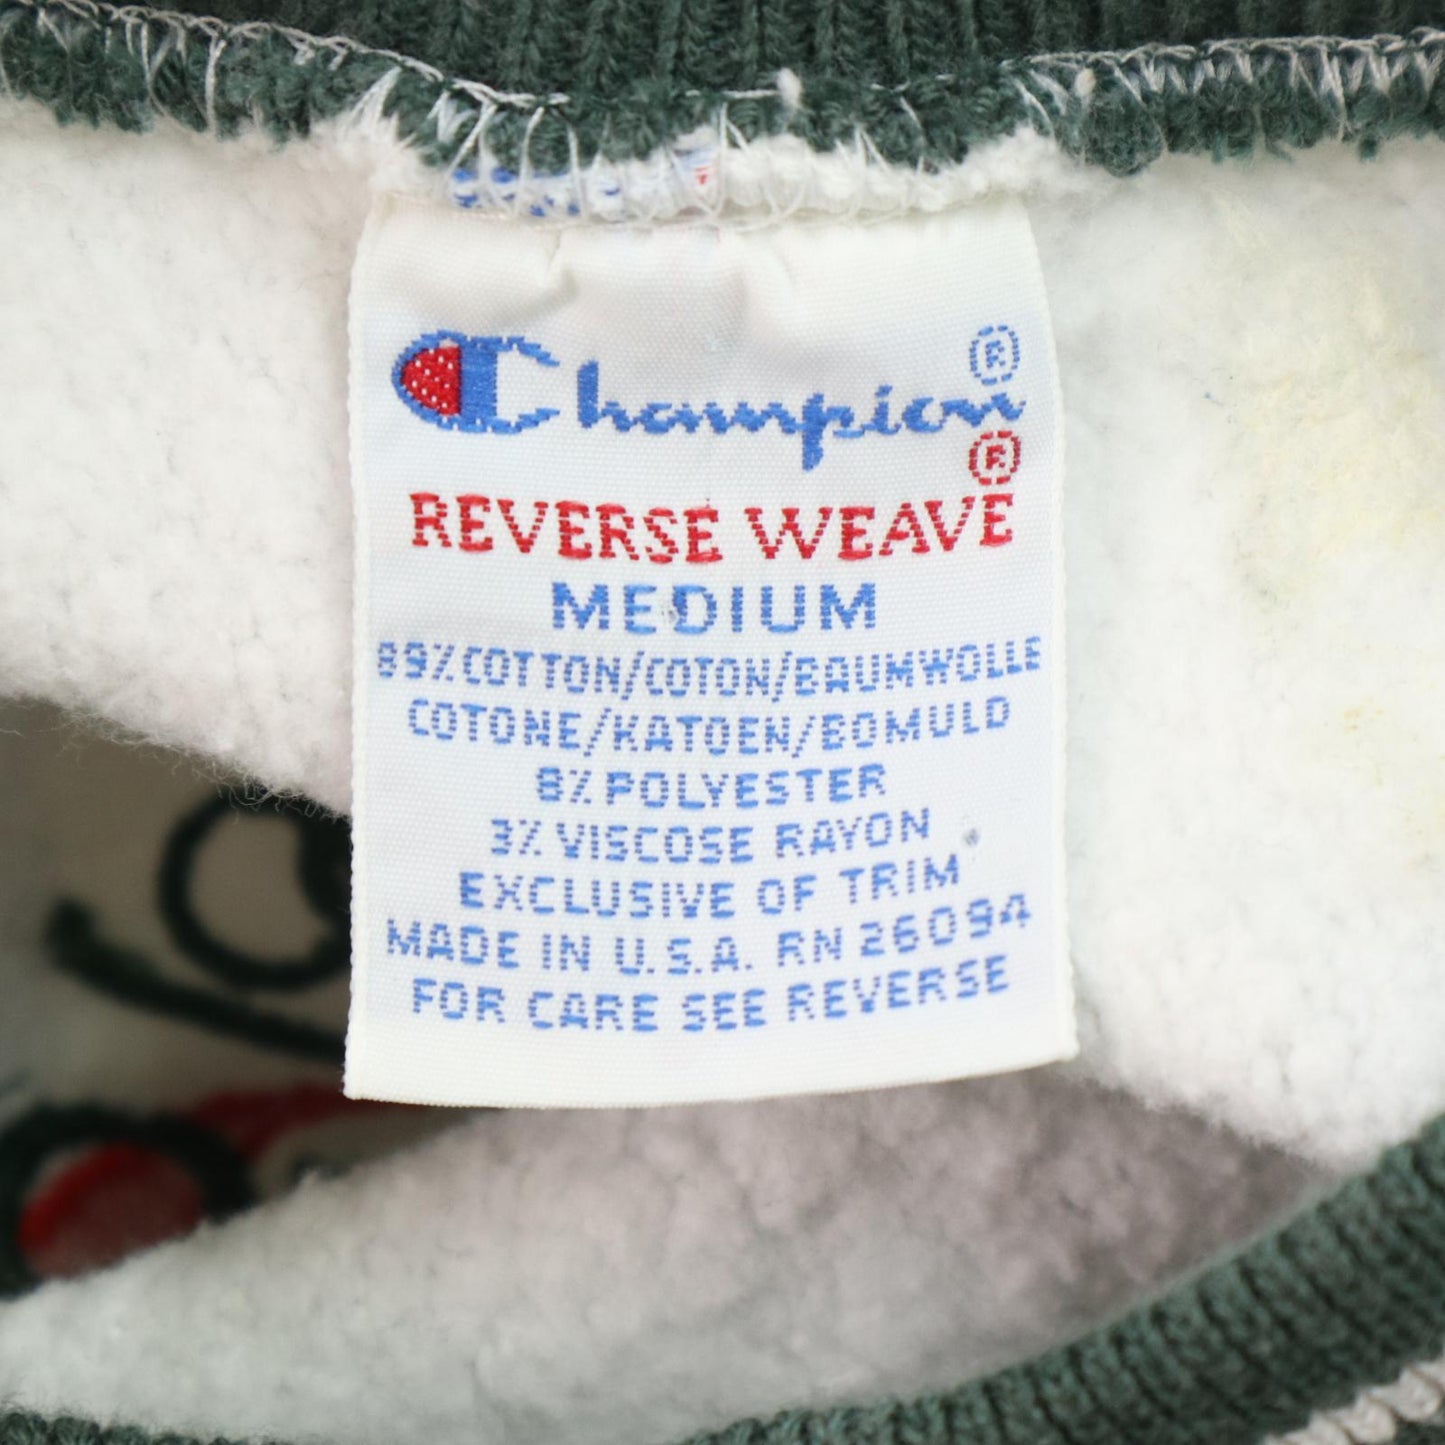 Champion®
REVERSE WEAVE®
MEDIUM
89% COTTON/COTON/BAUMWOLLE
COTONE/KATOEN/BOMULD
8% POLYESTER
3% VISCOSE RAYON
EXCLUSIVE OF TRIM
MADE IN U.S.A. RN 26094
FOR CARE SEE REVERSE